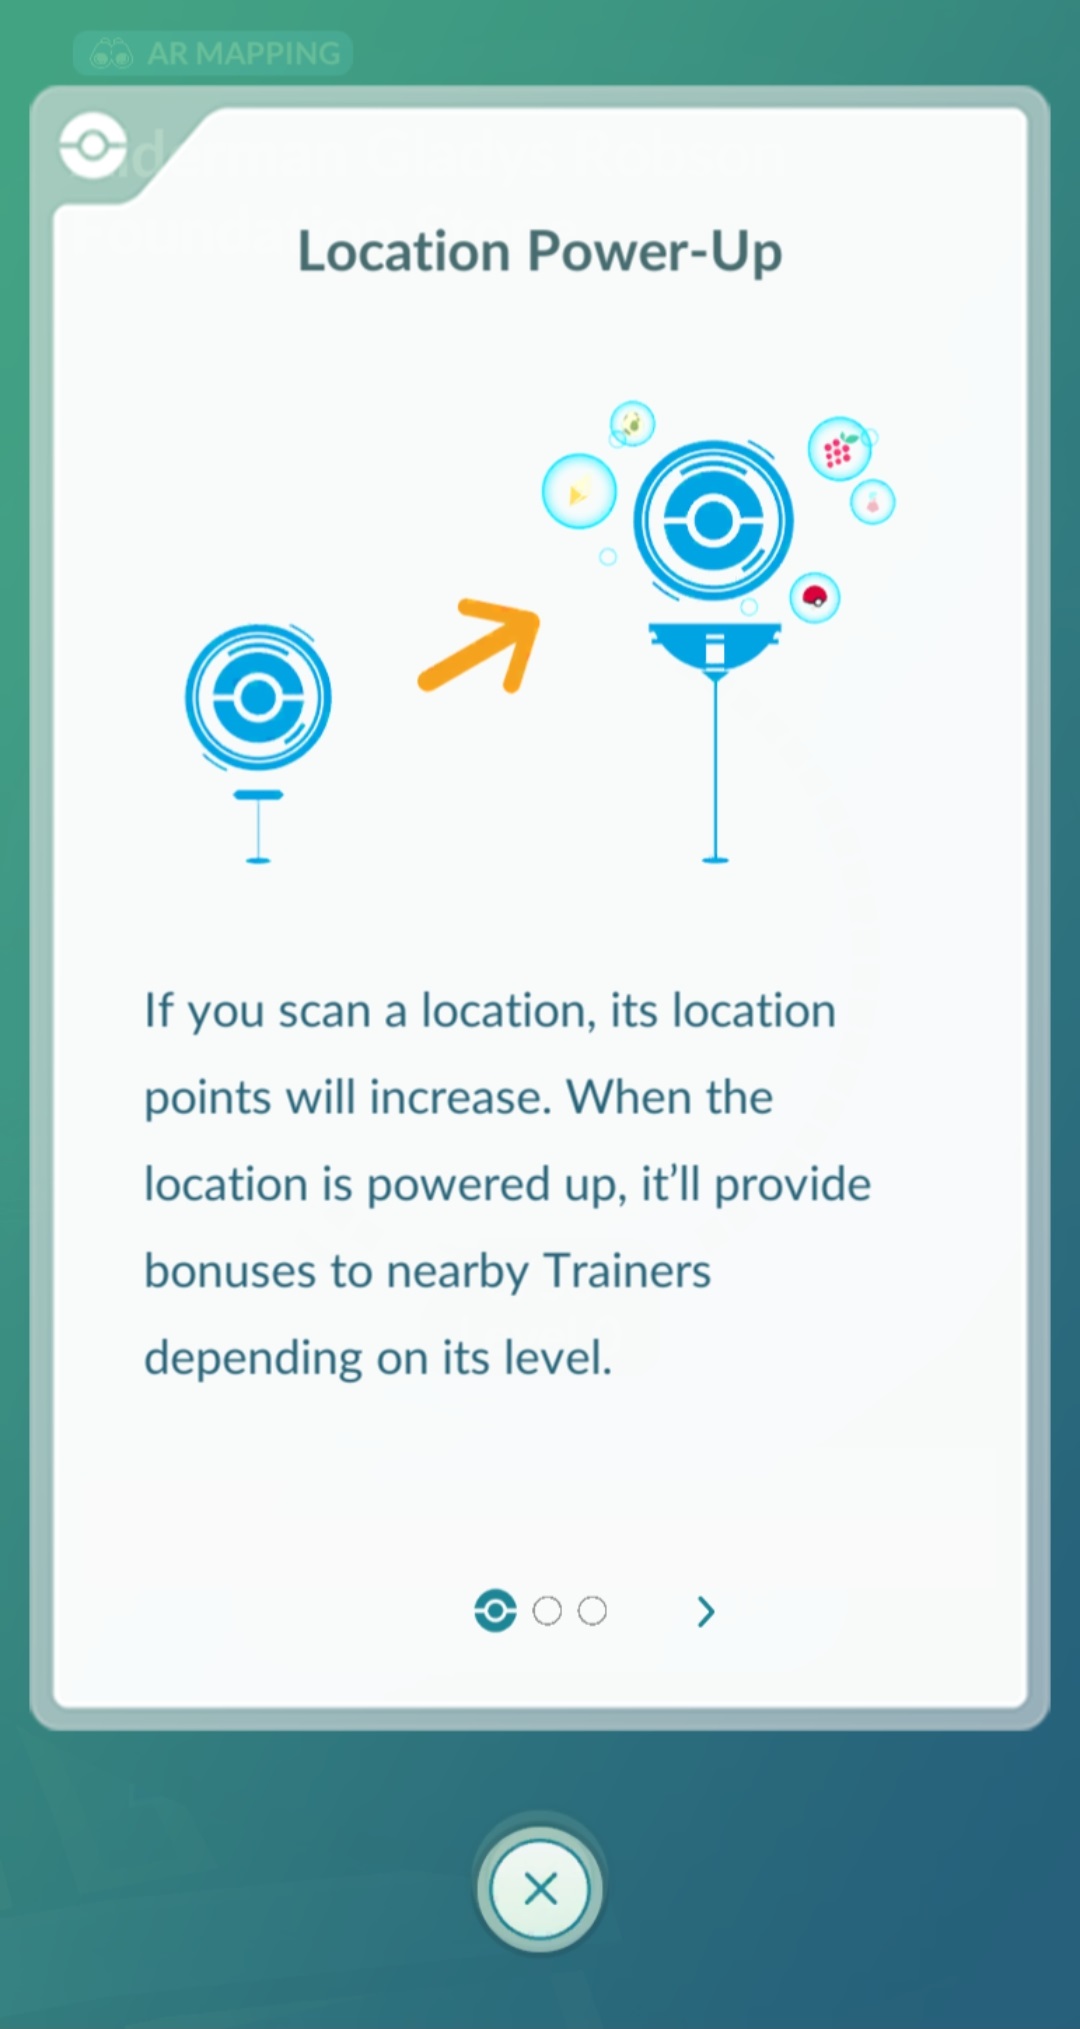 AR MAPPING
Location Power-Up
If you scan a location, its location
points will increase. When the
location is powered up, it’ll provide
bonuses to nearby Trainers
depending on its level.